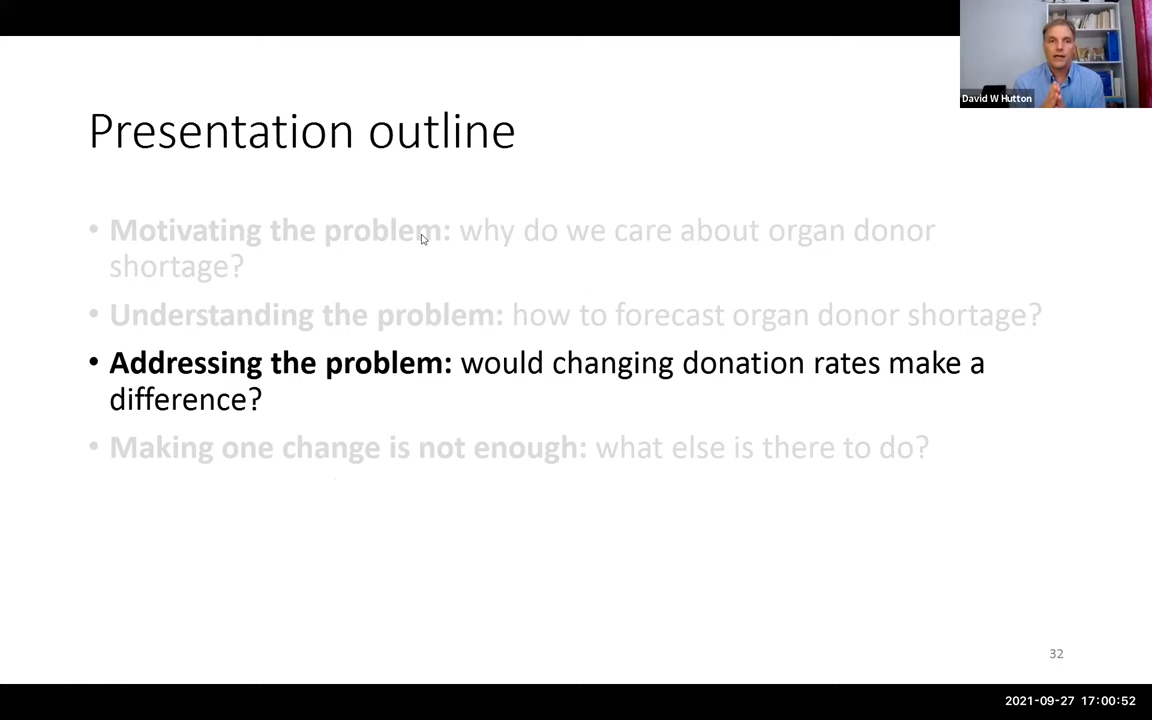 David W Hutton
Presentation outline
• Motivating the problem: why do we care about organ donor
shortage?
• Understanding the problem: how to forecast organ donor shortage?
• Addressing the problem: would changing donation rates make a
difference?
• Making one change is not enough: what else is there to do?
32
2021-09-27 17:00:52